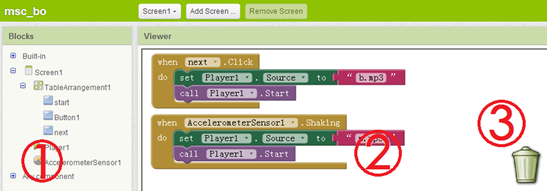 msc_bo
Screen1
Add Screen ...
Remove Screen
Blocks
Viewer
Built-in
Screen1
TableArrangement1
start
Button1
next
Player1
AccelerometerSensor1
component
①
when next .Click
do set Player1 . Source to " b.mp3 "
call Player1 .Start
when AccelerometerSensor1 .Shaking
do set Player1 . Source to "
call Player1 .Start
②
③